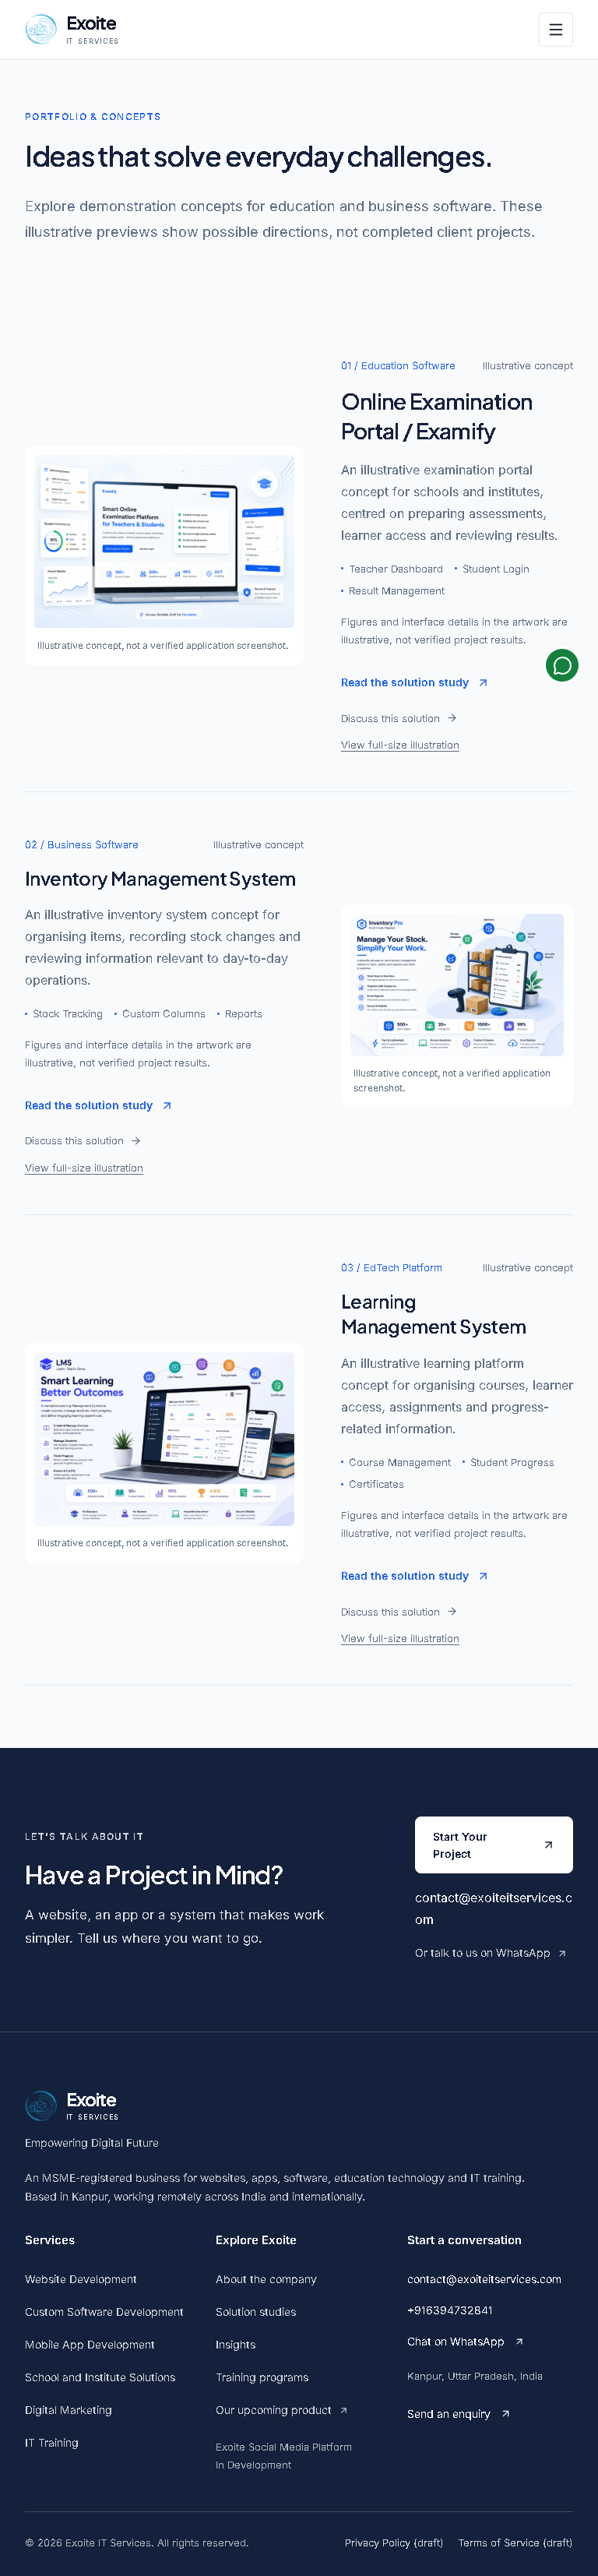 Exoite
IT SERVICES
PORTFOLIO & CONCEPTS
Ideas that solve everyday challenges.
Explore demonstration concepts for education and business software. These
illustrative previews show possible directions, not completed client projects.
01 / Education Software
Illustrative concept
Online Examination
Portal / Examify
An illustrative examination portal
concept for schools and institutes,
centred on preparing assessments,
learner access and reviewing results.
Teacher Dashboard
Student Login
Result Management
Figures and interface details in the artwork are
illustrative, not verified project results.
Read the solution study
Discuss this solution
View full-size illustration
Examify
Smart Online
Examination Platform
for Teachers & Students
Illustrative concept, not a verified application screenshot.
02 / Business Software
Illustrative concept
Inventory Management System
An illustrative inventory system concept for
organising items, recording stock changes and
reviewing information relevant to day-to-day
operations.
Stock Tracking
Custom Columns
Reports
Figures and interface details in the artwork are
illustrative, not verified project results.
Read the solution study
Discuss this solution
View full-size illustration
Inventory Pro
Manage Your Stock.
Simplify Your Work.
Illustrative concept, not a verified application
screenshot.
03 / EdTech Platform
Illustrative concept
Learning
Management System
An illustrative learning platform
concept for organising courses, learner
access, assignments and progress-
related information.
Course Management
Student Progress
Certificates
Figures and interface details in the artwork are
illustrative, not verified project results.
Read the solution study
Discuss this solution
View full-size illustration
LMS
Smart Learning
Better Outcomes
Illustrative concept, not a verified application screenshot.
LET'S TALK ABOUT IT
Have a Project in Mind?
A website, an app or a system that makes work
simpler. Tell us where you want to go.
Start Your
Project
contact@exoiteitservices.c
om
Or talk to us on WhatsApp
Exoite
IT SERVICES
Empowering Digital Future
An MSME-registered business for websites, apps, software, education technology and IT training.
Based in Kanpur, working remotely across India and internationally.
Services
Website Development
Custom Software Development
Mobile App Development
School and Institute Solutions
Digital Marketing
IT Training
Explore Exoite
About the company
Solution studies
Insights
Training programs
Our upcoming product
Exoite Social Media Platform
In Development
Start a conversation
contact@exoiteitservices.com
+916394732841
Chat on WhatsApp
Kanpur, Uttar Pradesh, India
Send an enquiry
© 2026 Exoite IT Services. All rights reserved.
Privacy Policy (draft)
Terms of Service (draft)